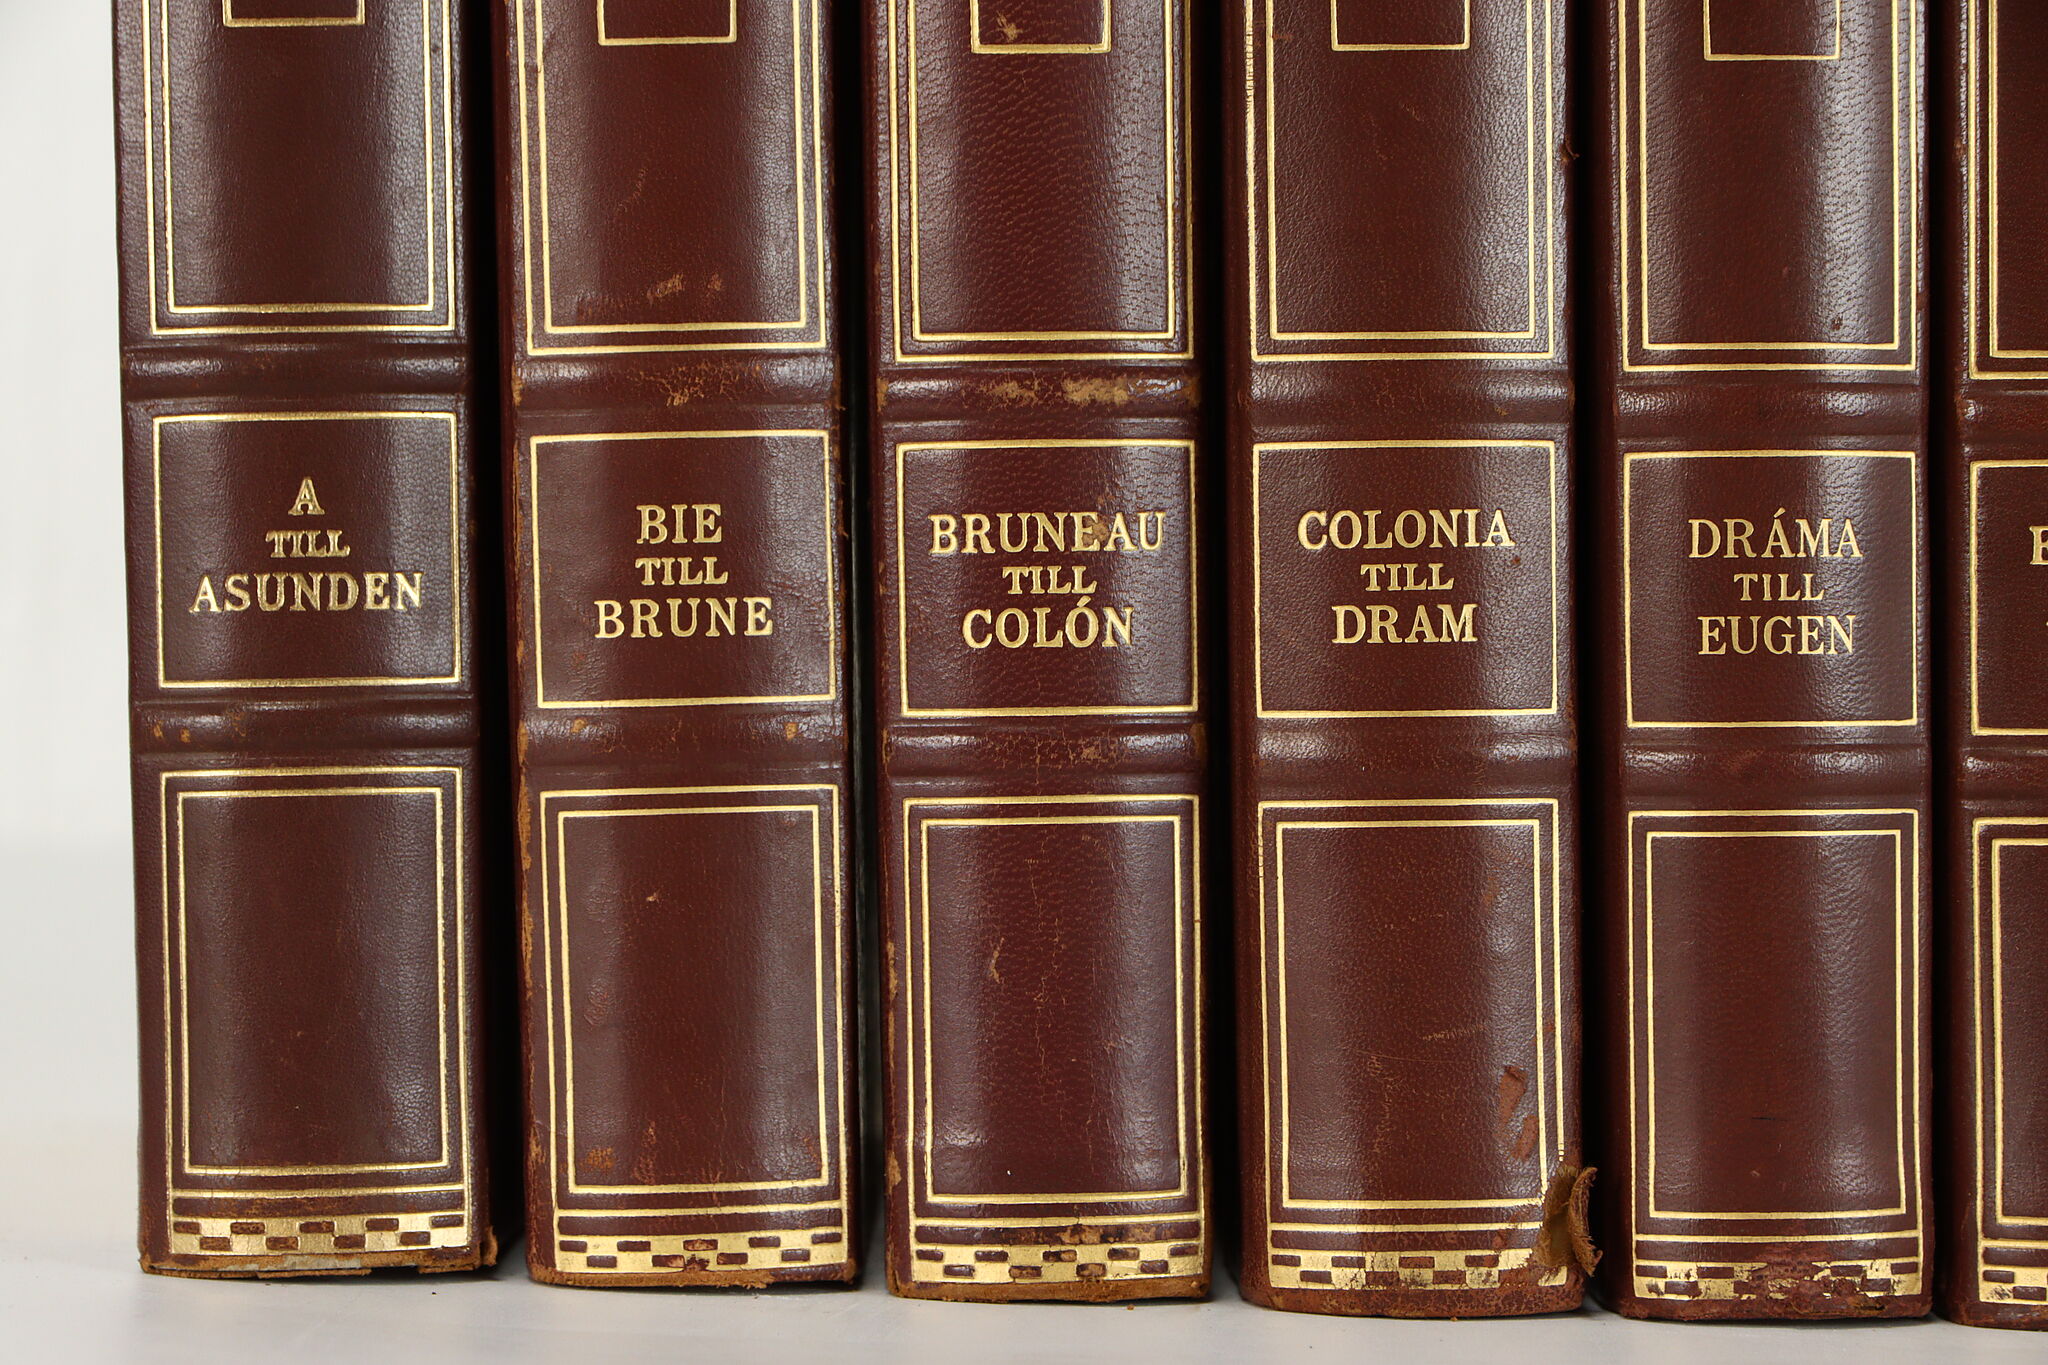 A
TILL
ASUNDEN
BIE
TILL
BRUNE
BRUNEAU
TILL
COLÓN
COLONIA
TILL
DRAM
DRÁMA
TILL
EUGEN